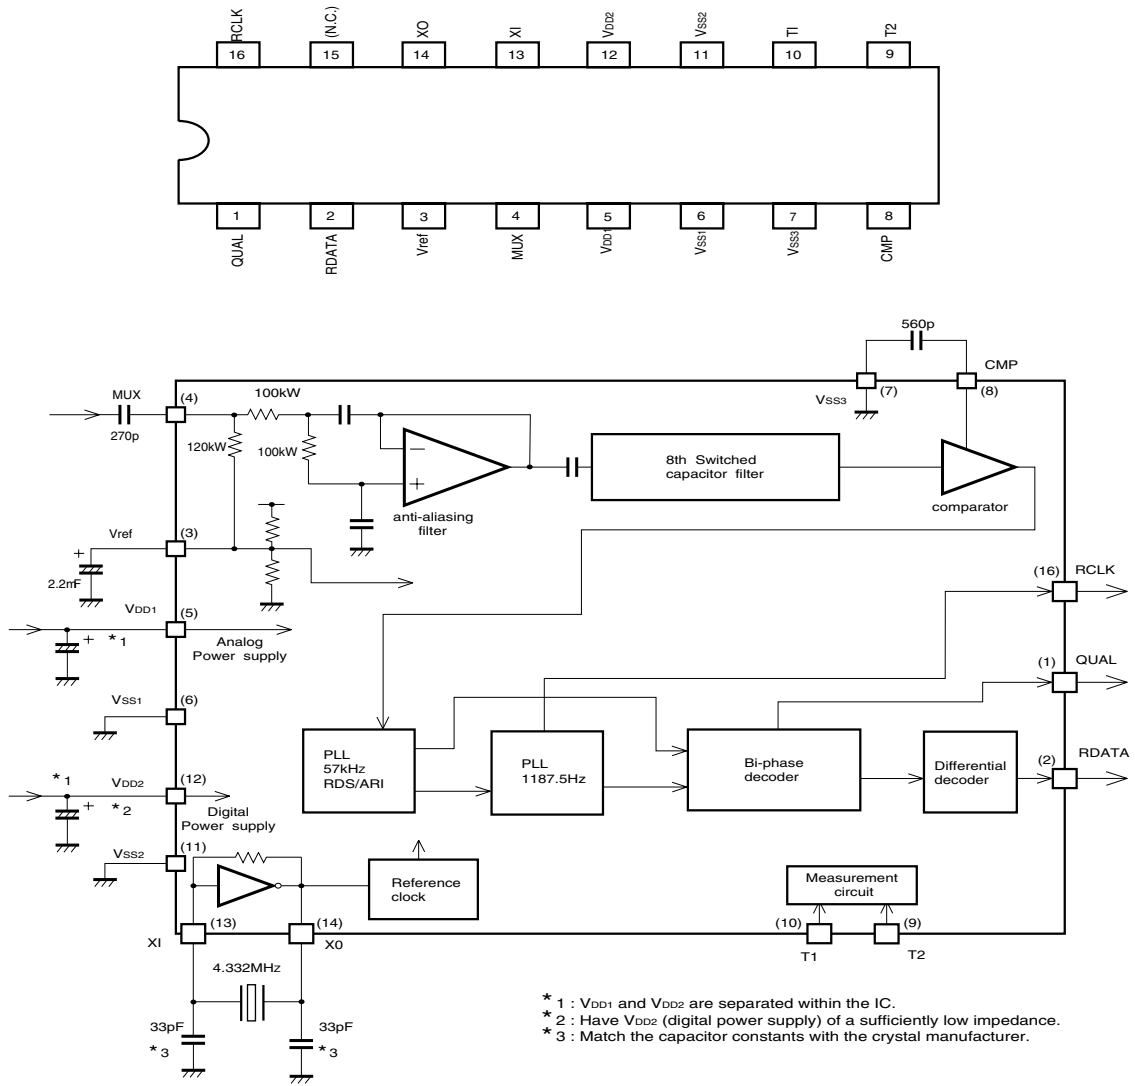 RCLK
(N.C.)
XO
XI
VDD2
VSS2
TI
T2
16
15
14
13
12
11
10
9
1
2
3
4
5
6
7
8
QUAL
RDATA
Vref
MUX
VDD1
VSS1
VSS3
CMP
560p
CMP
VSS3
(7)
(8)
MUX
(4)
100kW
270p
120kW
100kW
8th Switched
capacitor filter
comparator
anti-aliasing
filter
Vref
(3)
+
2.2mF
VDD1
(5)
+
*1
Analog
Power supply
(16)
RCLK
(1)
QUAL
VSS1
(6)
PLL
57kHz
RDS/ARI
PLL
1187.5Hz
Bi-phase
decoder
Differential
decoder
(2)
RDATA
*1
VDD2
(12)
+
*2
Digital
Power supply
VSS2
(11)
Reference
clock
Measurement
circuit
XI
(13)
(14)
X0
(10)
(9)
T1
T2
4.332MHz
33pF
*3
33pF
*3
*1 : VDD1 and VDD2 are separated within the IC.
*2 : Have VDD2 (digital power supply) of a sufficiently low impedance.
*3 : Match the capacitor constants with the crystal manufacturer.